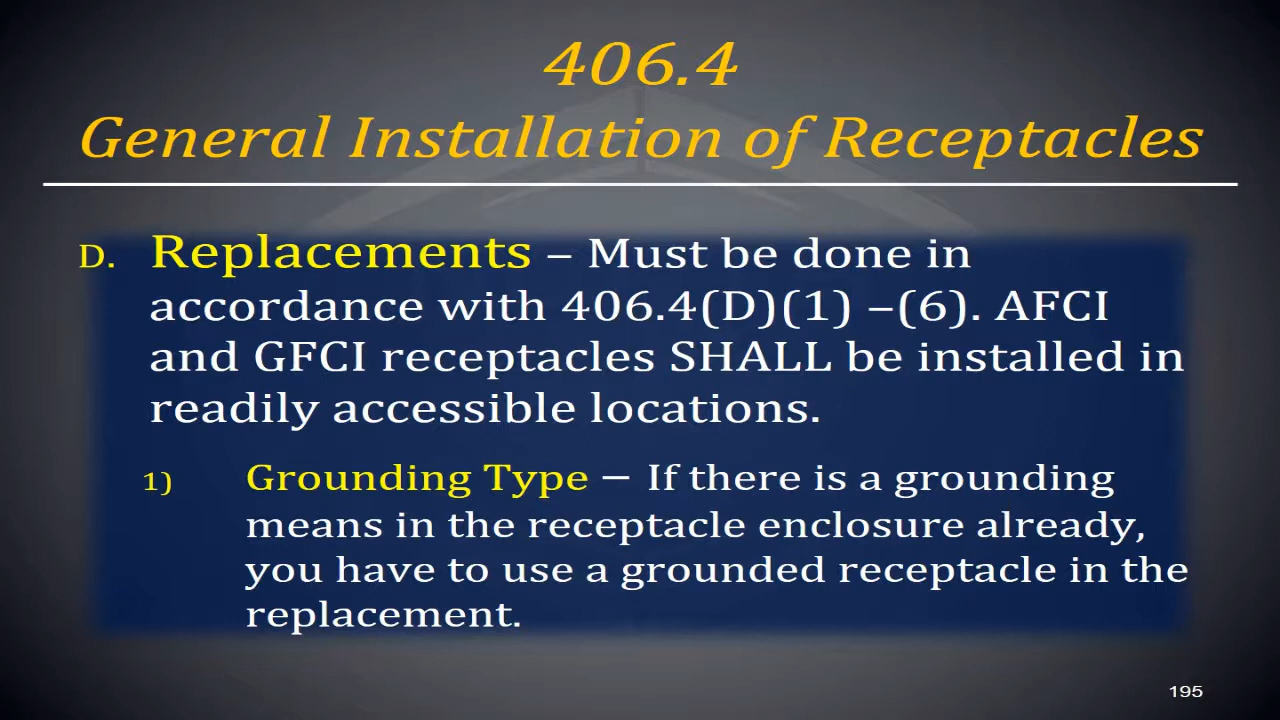 406.4
General Installation of Receptacles
D. Replacements – Must be done in
accordance with 406.4(D)(1) –(6). AFCI
and GFCI receptacles SHALL be installed in
readily accessible locations.
1) Grounding Type – If there is a grounding
means in the receptacle enclosure already,
you have to use a grounded receptacle in the
replacement.
195